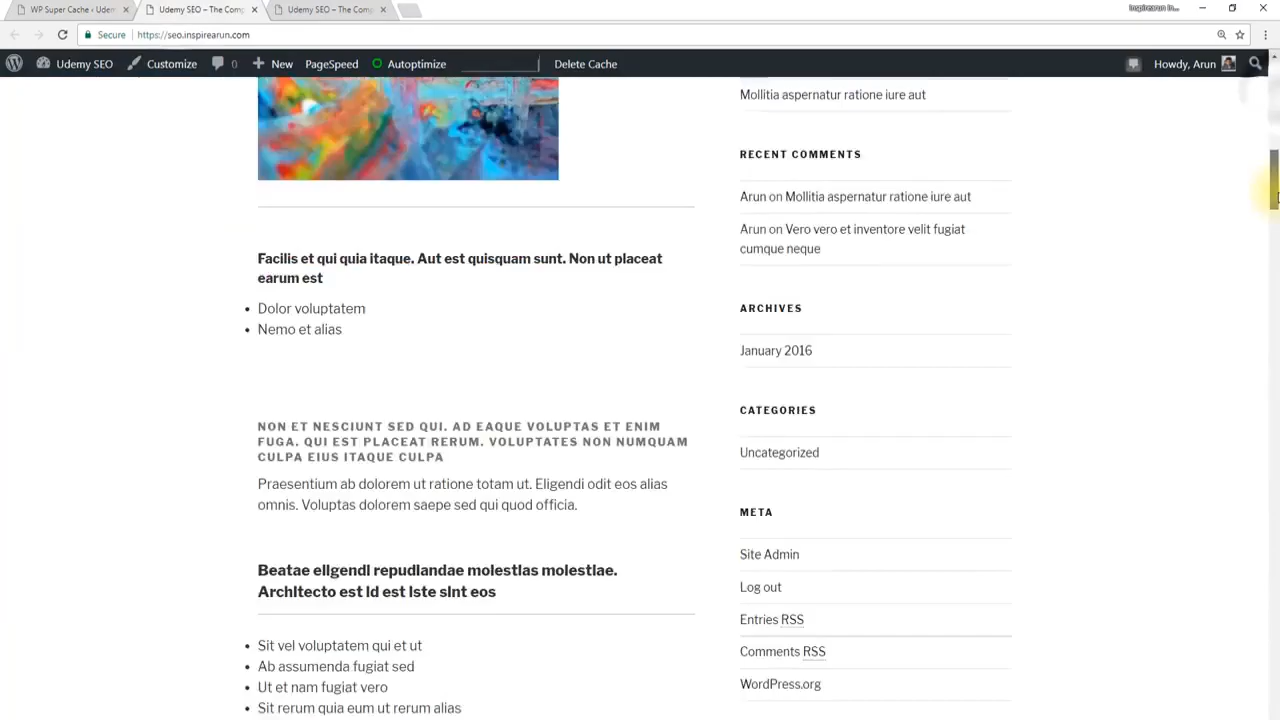 WP Super Cache ‹ Udem
Udemy SEO – The Comp
Udemy SEO – The Comp
Inspirearun In...
Secure
https://seo.inspirearun.com
Udemy SEO
Customize
0
New
PageSpeed
Autoptimize
Delete Cache
Howdy, Arun
Facilis et qui quia itaque. Aut est quisquam sunt. Non ut placeat
earum est
Dolor voluptatem
Nemo et alias
NON ET NESCIUNT SED QUI. AD EAQUE VOLUPTAS ET ENIM
FUGA. QUI EST PLACEAT RERUM. VOLUPTATES NON NUMQUAM
CULPA EIUS ITAQUE CULPA
Praesentium ab dolorem ut ratione totam ut. Eligendi odit eos alias
omnis. Voluptas dolorem saepe sed qui quod officia.
Beatae eligendi repudiandae molestias molestiae.
Architecto est id est iste sint eos
Sit vel voluptatem qui et ut
Ab assumenda fugiat sed
Ut et nam fugiat vero
Sit rerum quia eum ut rerum alias
Mollitia aspernatur ratione iure aut
RECENT COMMENTS
Arun on Mollitia aspernatur ratione iure aut
Arun on Vero vero et inventore velit fugiat
cumque neque
ARCHIVES
January 2016
CATEGORIES
Uncategorized
META
Site Admin
Log out
Entries RSS
Comments RSS
WordPress.org